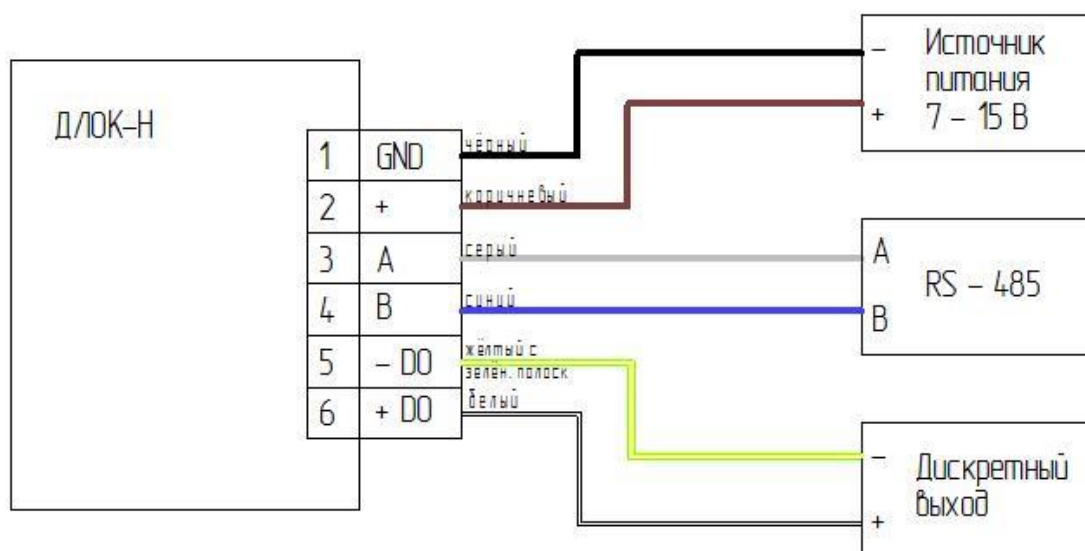 ДЛОК-Н
1 GND чёрный
2 + коричневый
3 A серый
4 B синий
5 - DO жёлтый с
зелён. полоск
6 + DO белый
- Источник
питания
+ 7 - 15 В
A
RS - 485
B
-
Дискретный
выход
+